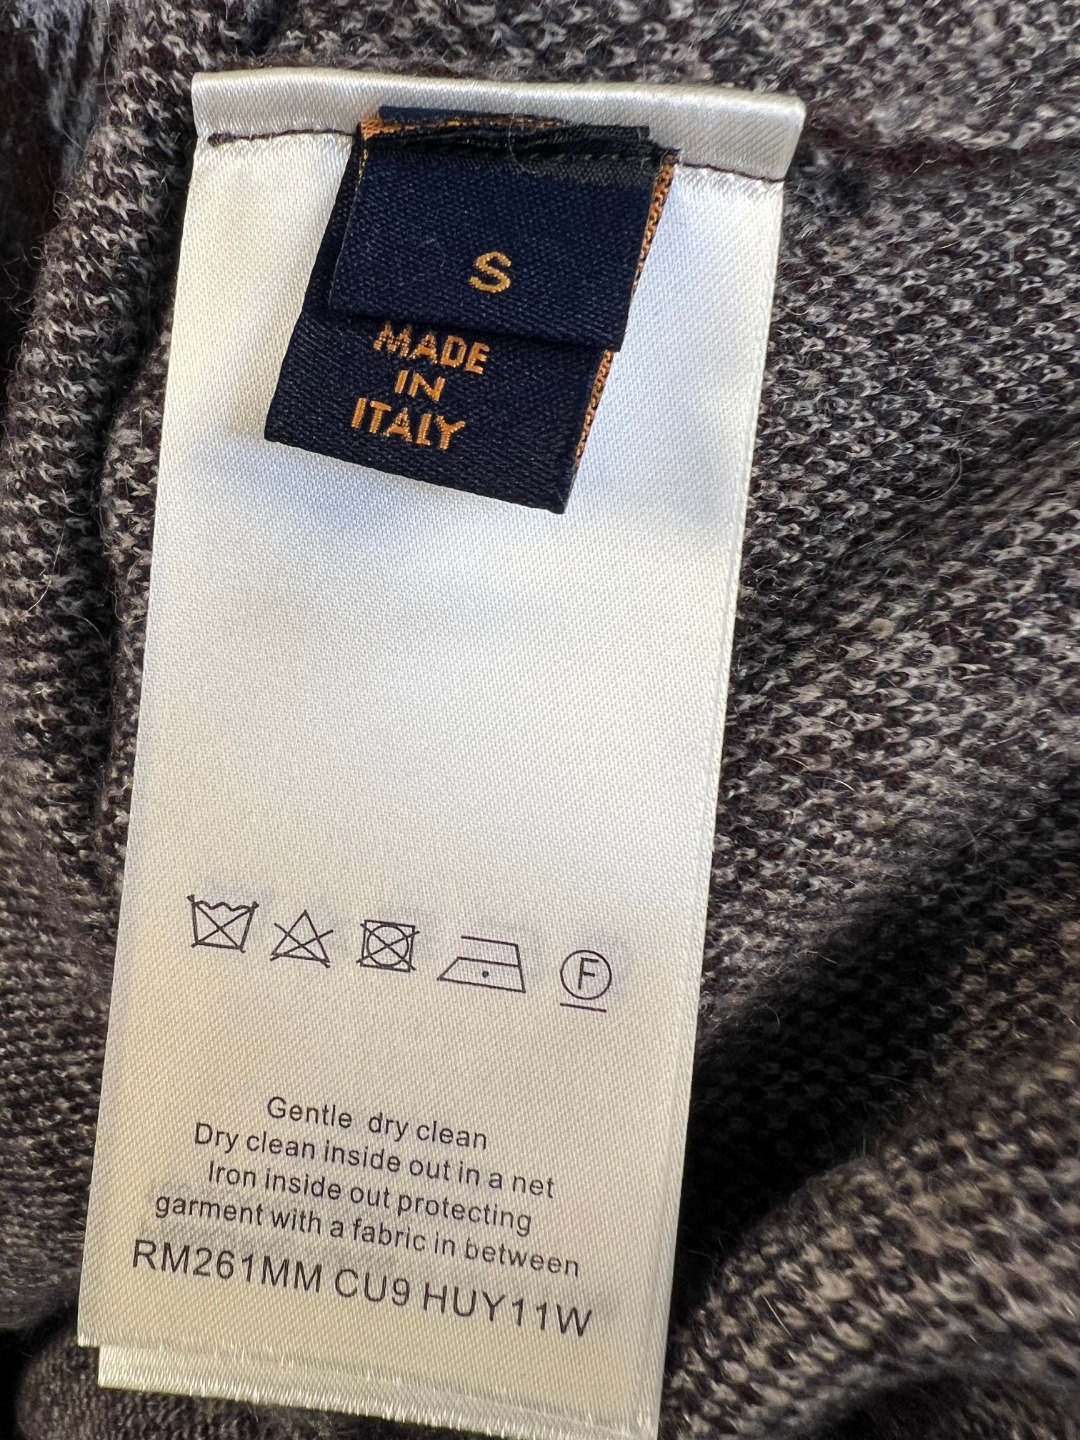 S
MADE
IN
ITALY
F
Gentle dry clean
Dry clean inside out in a net
Iron inside out protecting
garment with a fabric in between
RM261MM CU9 HUY11W